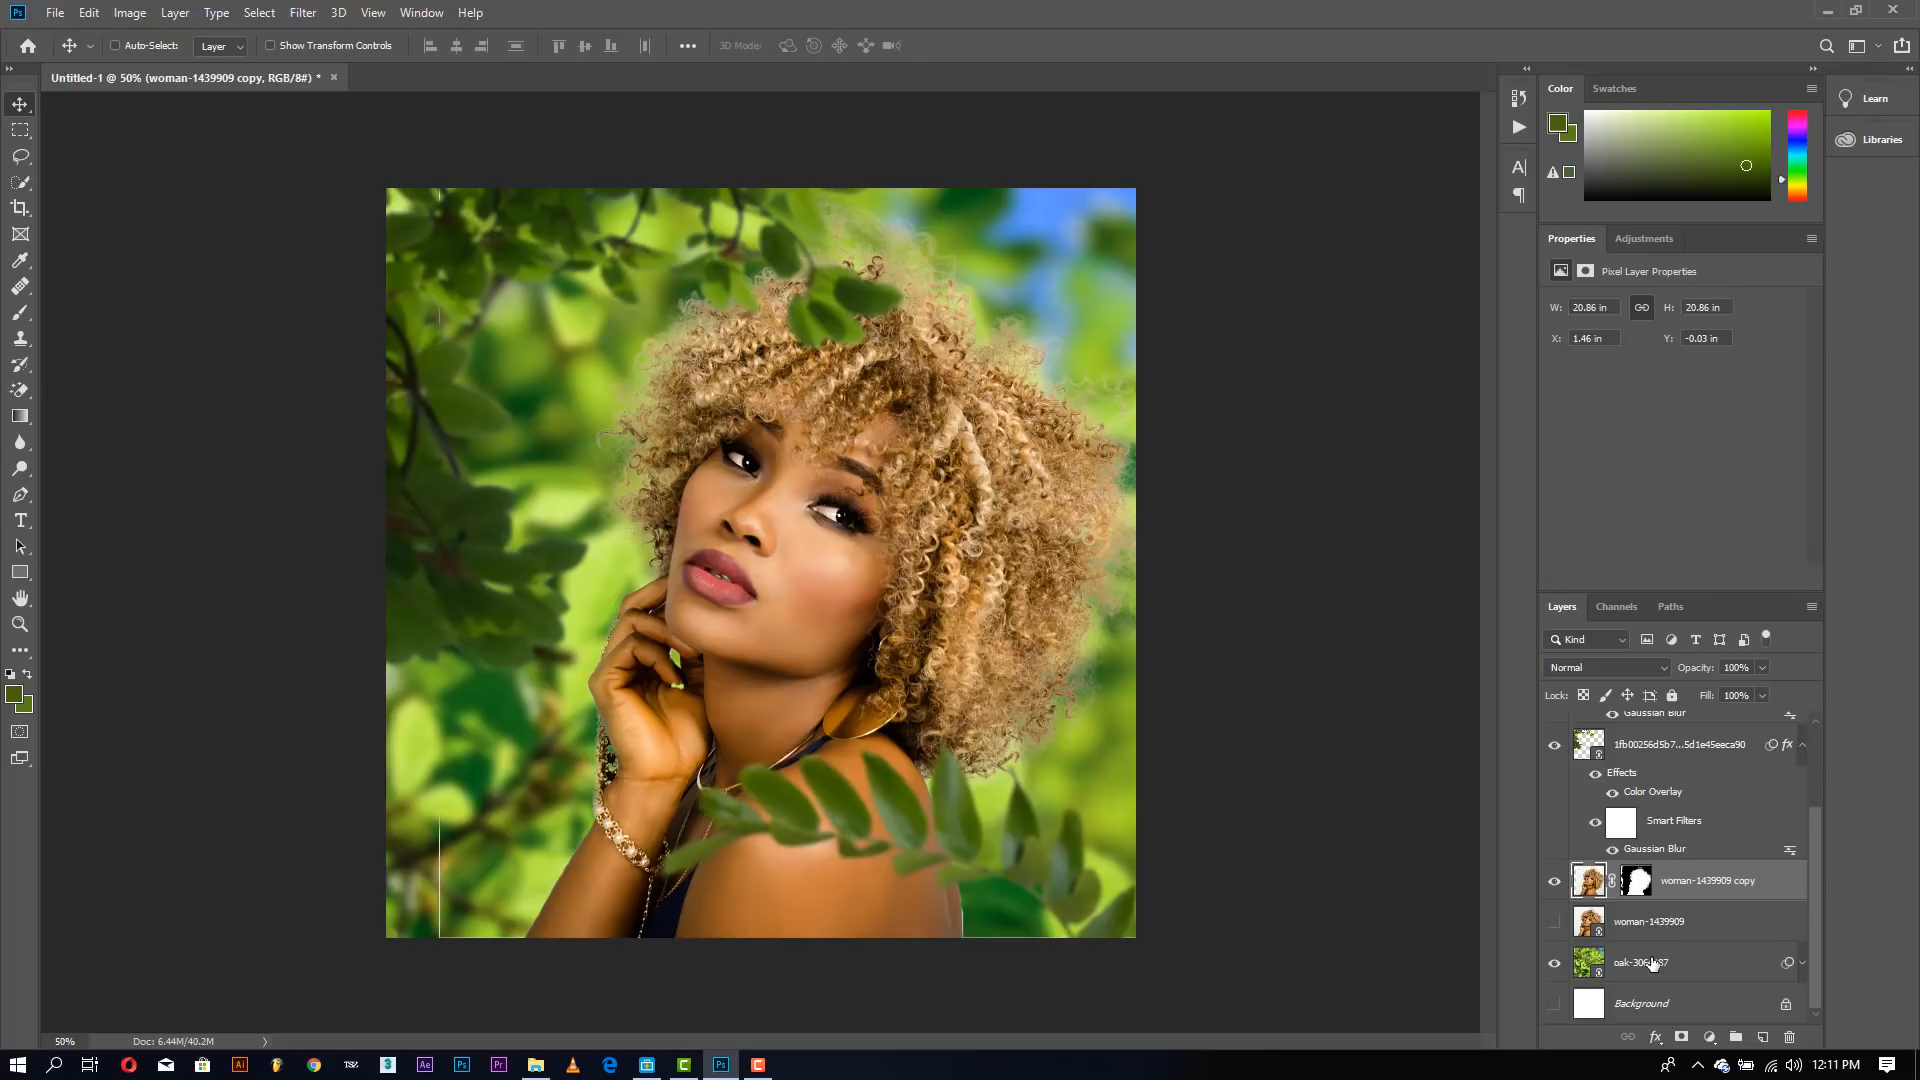 Ps File Edit Image Layer Type Select Filter 3D View Window Help
Auto-Select: Layer Show Transform Controls 3D Mode:
Untitled-1 @ 50% (woman-1439909 copy, RGB/8#) * ×
Color Swatches
Learn
Libraries
Properties Adjustments
Pixel Layer Properties
W: 20.86 in H: 20.86 in
X: 1.46 in Y: -0.03 in
Layers Channels Paths
Kind
Normal Opacity: 100%
Lock: Fill: 100%
Gaussian Blur
1fb00256d5b7...5d1e45eeca90 fx
Effects
Color Overlay
Smart Filters
Gaussian Blur
woman-1439909 copy
woman-1439909
Background
50% Doc: 6.44M/40.2M
12:11 PM